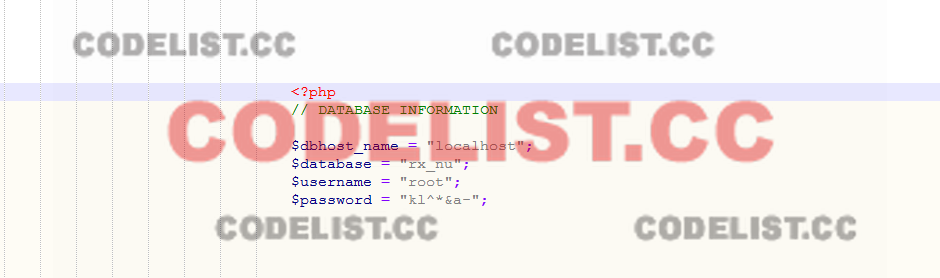 CODELIST.CC CODELIST.CC
<?php
// DATABASE INFORMATION
CODELIST.CC
$dbhost_name = "localhost";
$database = "rx_nu";
$username = "root";
$password = "kl^*&a-";
CODELIST.CC CODELIST.CC